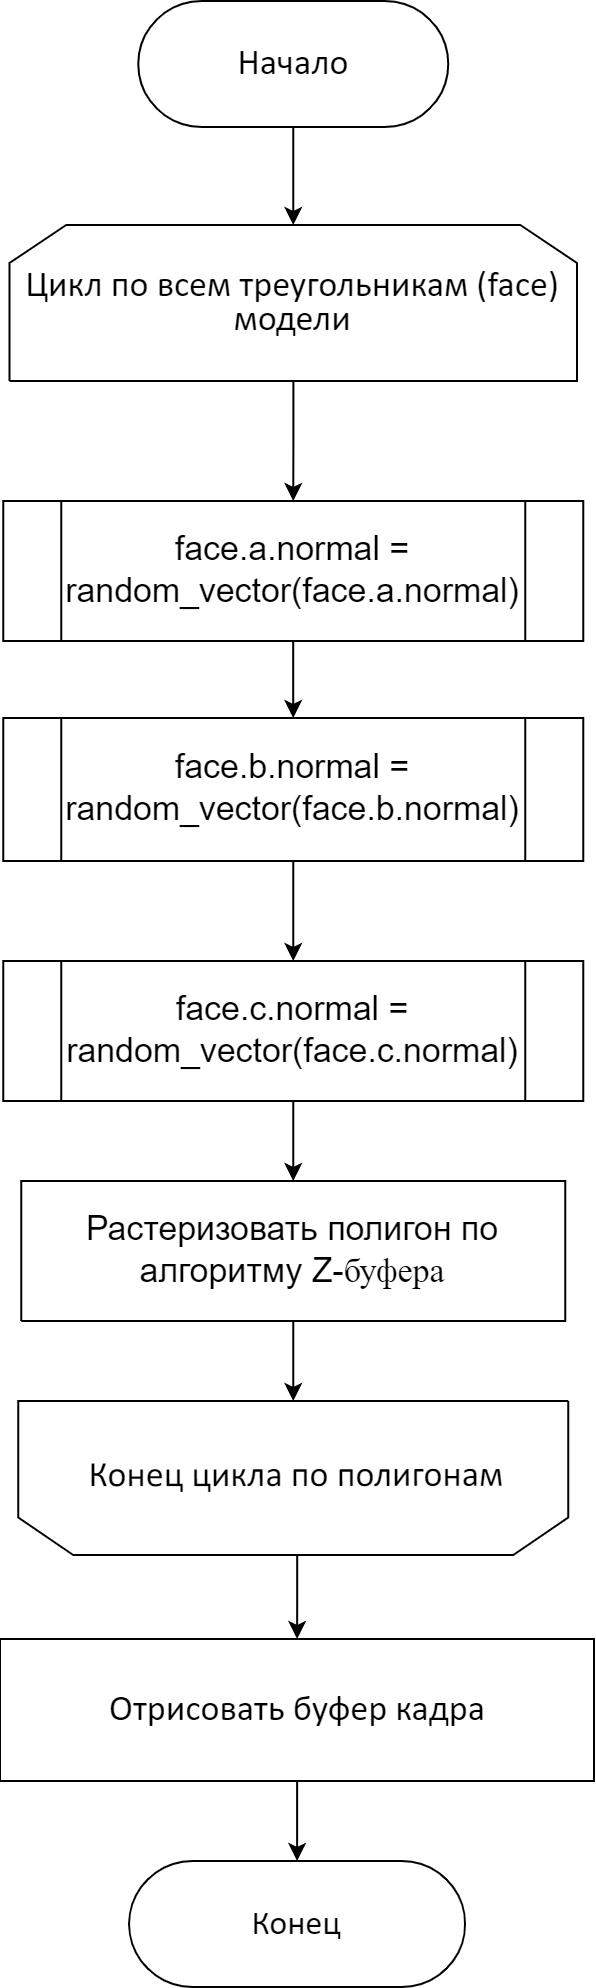 Начало
Цикл по всем треугольникам (face)
модели
face.a.normal =
random_vector(face.a.normal)
face.b.normal =
random_vector(face.b.normal)
face.c.normal =
random_vector(face.c.normal)
Растеризовать полигон по
алгоритму Z-буфера
Конец цикла по полигонам
Отрисовать буфер кадра
Конец